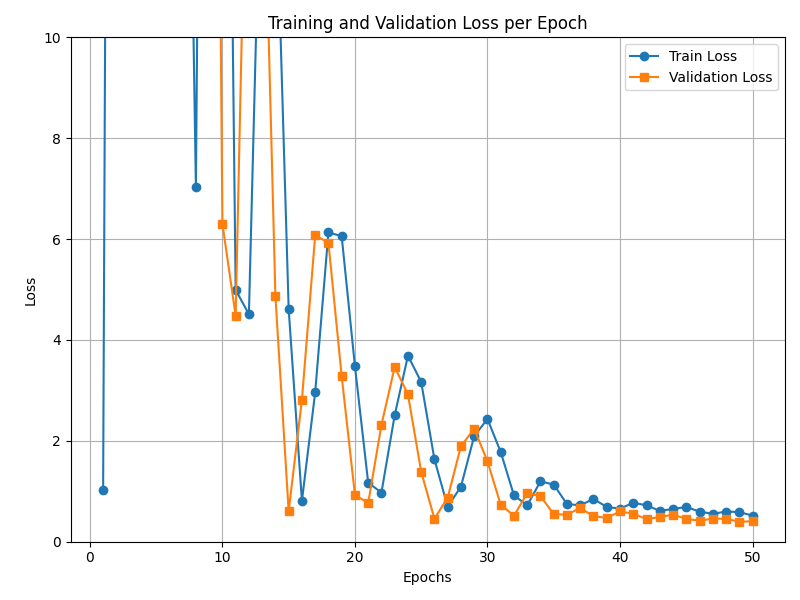 Training and Validation Loss per Epoch
Train Loss
Validation Loss
Loss
10
8
6
4
2
0
0 10 20 30 40 50
Epochs